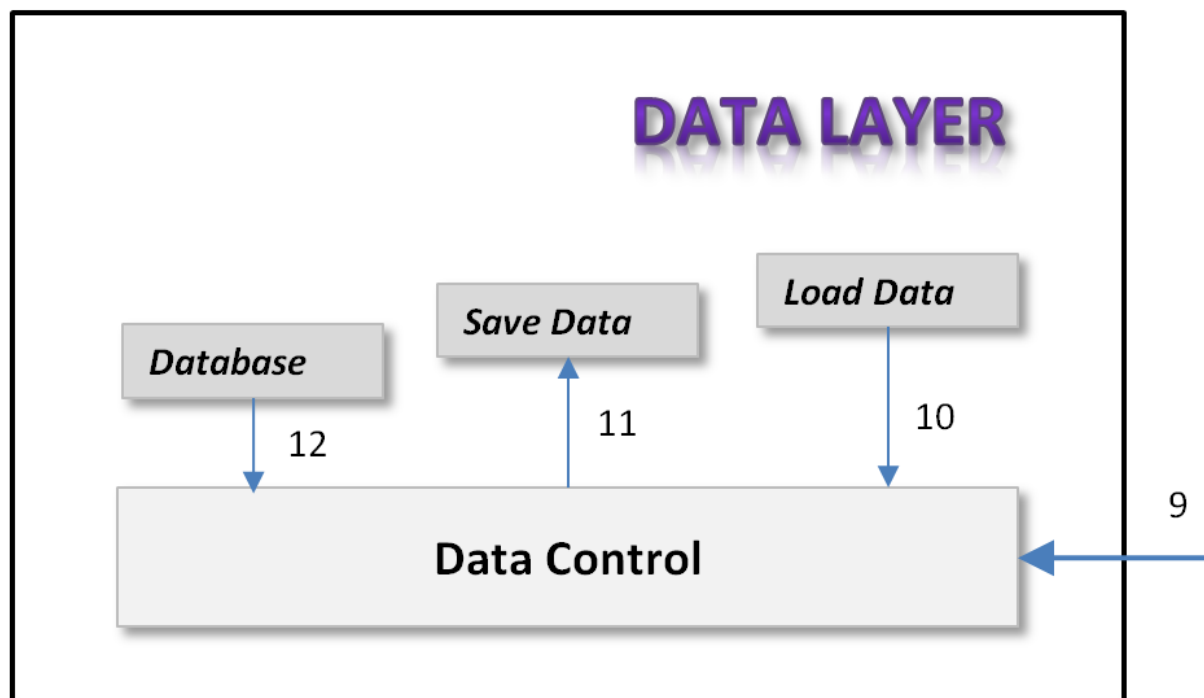 DATA LAYER
Load Data
Save Data
Database
10
11
12
9
Data Control